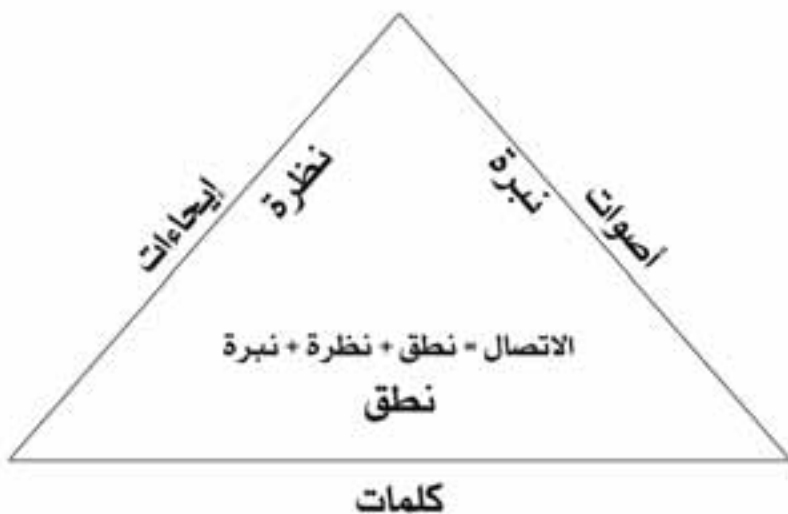 نظرة
نبرة
إيحاءات
أصوات
الاتصال = نطق + نظرة + نبرة
نطق
كلمات